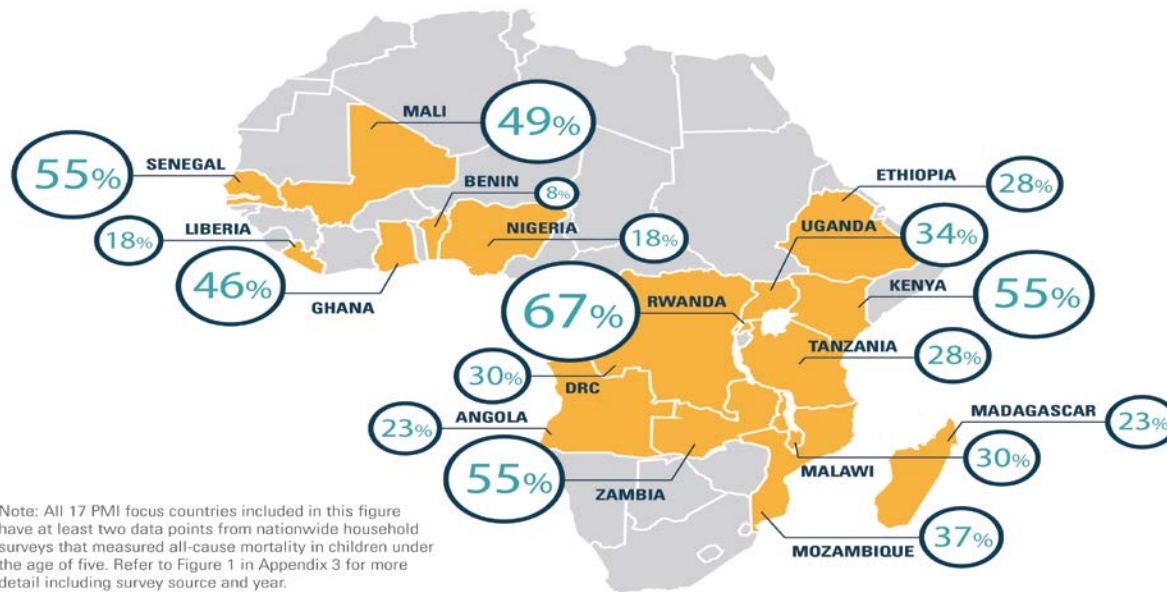 MALI
49%
SENEGAL
55%
BENIN
8%
ETHIOPIA
28%
LIBERIA
18%
NIGERIA
18%
UGANDA
34%
46%
GHANA
67%
RWANDA
KENYA
55%
TANZANIA
28%
30%
DRC
ANGOLA
23%
MADAGASCAR
23%
55%
ZAMBIA
MALAWI
30%
MOZAMBIQUE
37%
Note: All 17 PMI focus countries included in this figure
have at least two data points from nationwide household
surveys that measured all-cause mortality in children under
the age of five. Refer to Figure 1 in Appendix 3 for more
detail including survey source and year.